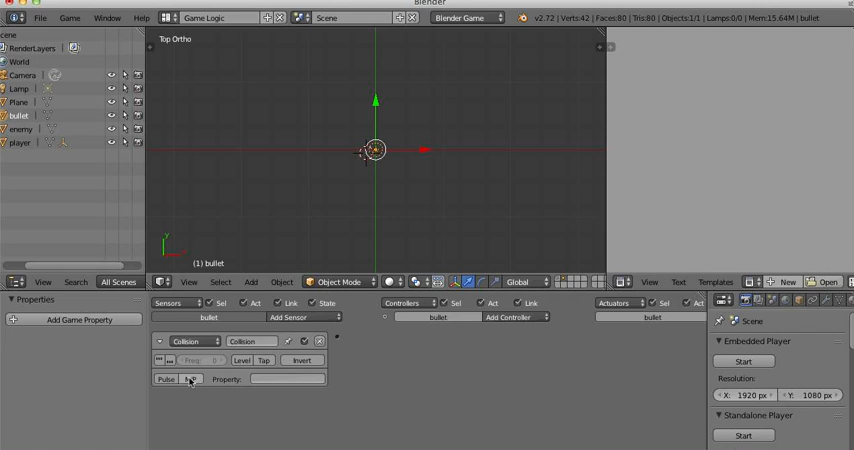 Blender
File Game Window Help Game Logic Scene Blender Game v2.72 | Verts:42 | Faces:80 | Tris:80 | Objects:1/1 | Lamps:0/0 | Mem:15.64M | bullet
cene
RenderLayers
World
Camera
Lamp
Plane
bullet
enemy
player
Top Ortho
y
(1) bullet
View Search All Scenes
View Select Add Object Object Mode Global
View Text Templates New Open
Properties
Add Game Property
Sensors Sel Act Link State
bullet Add Sensor
Collision Collision
Freq: 0 Level Tap Invert
Pulse M/P Property:
Controllers Sel Act Link
bullet Add Controller
Actuators Sel Act
bullet
Scene
Embedded Player
Start
Resolution:
X: 1920 px Y: 1080 px
Standalone Player
Start